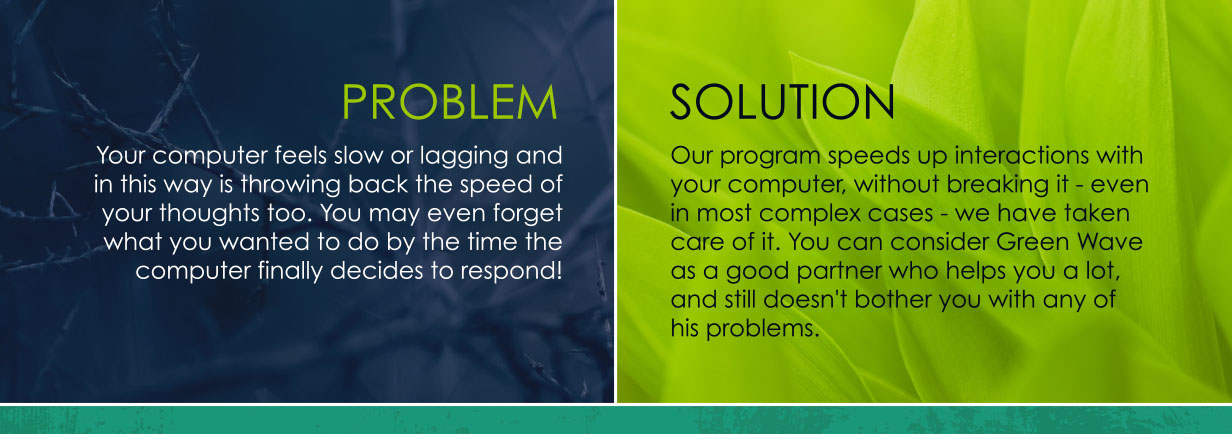 PROBLEM
Your computer feels slow or lagging and
in this way is throwing back the speed of
your thoughts too. You may even forget
what you wanted to do by the time the
computer finally decides to respond!
SOLUTION
Our program speeds up interactions with
your computer, without breaking it - even
in most complex cases - we have taken
care of it. You can consider Green Wave
as a good partner who helps you a lot,
and still doesn't bother you with any of
his problems.